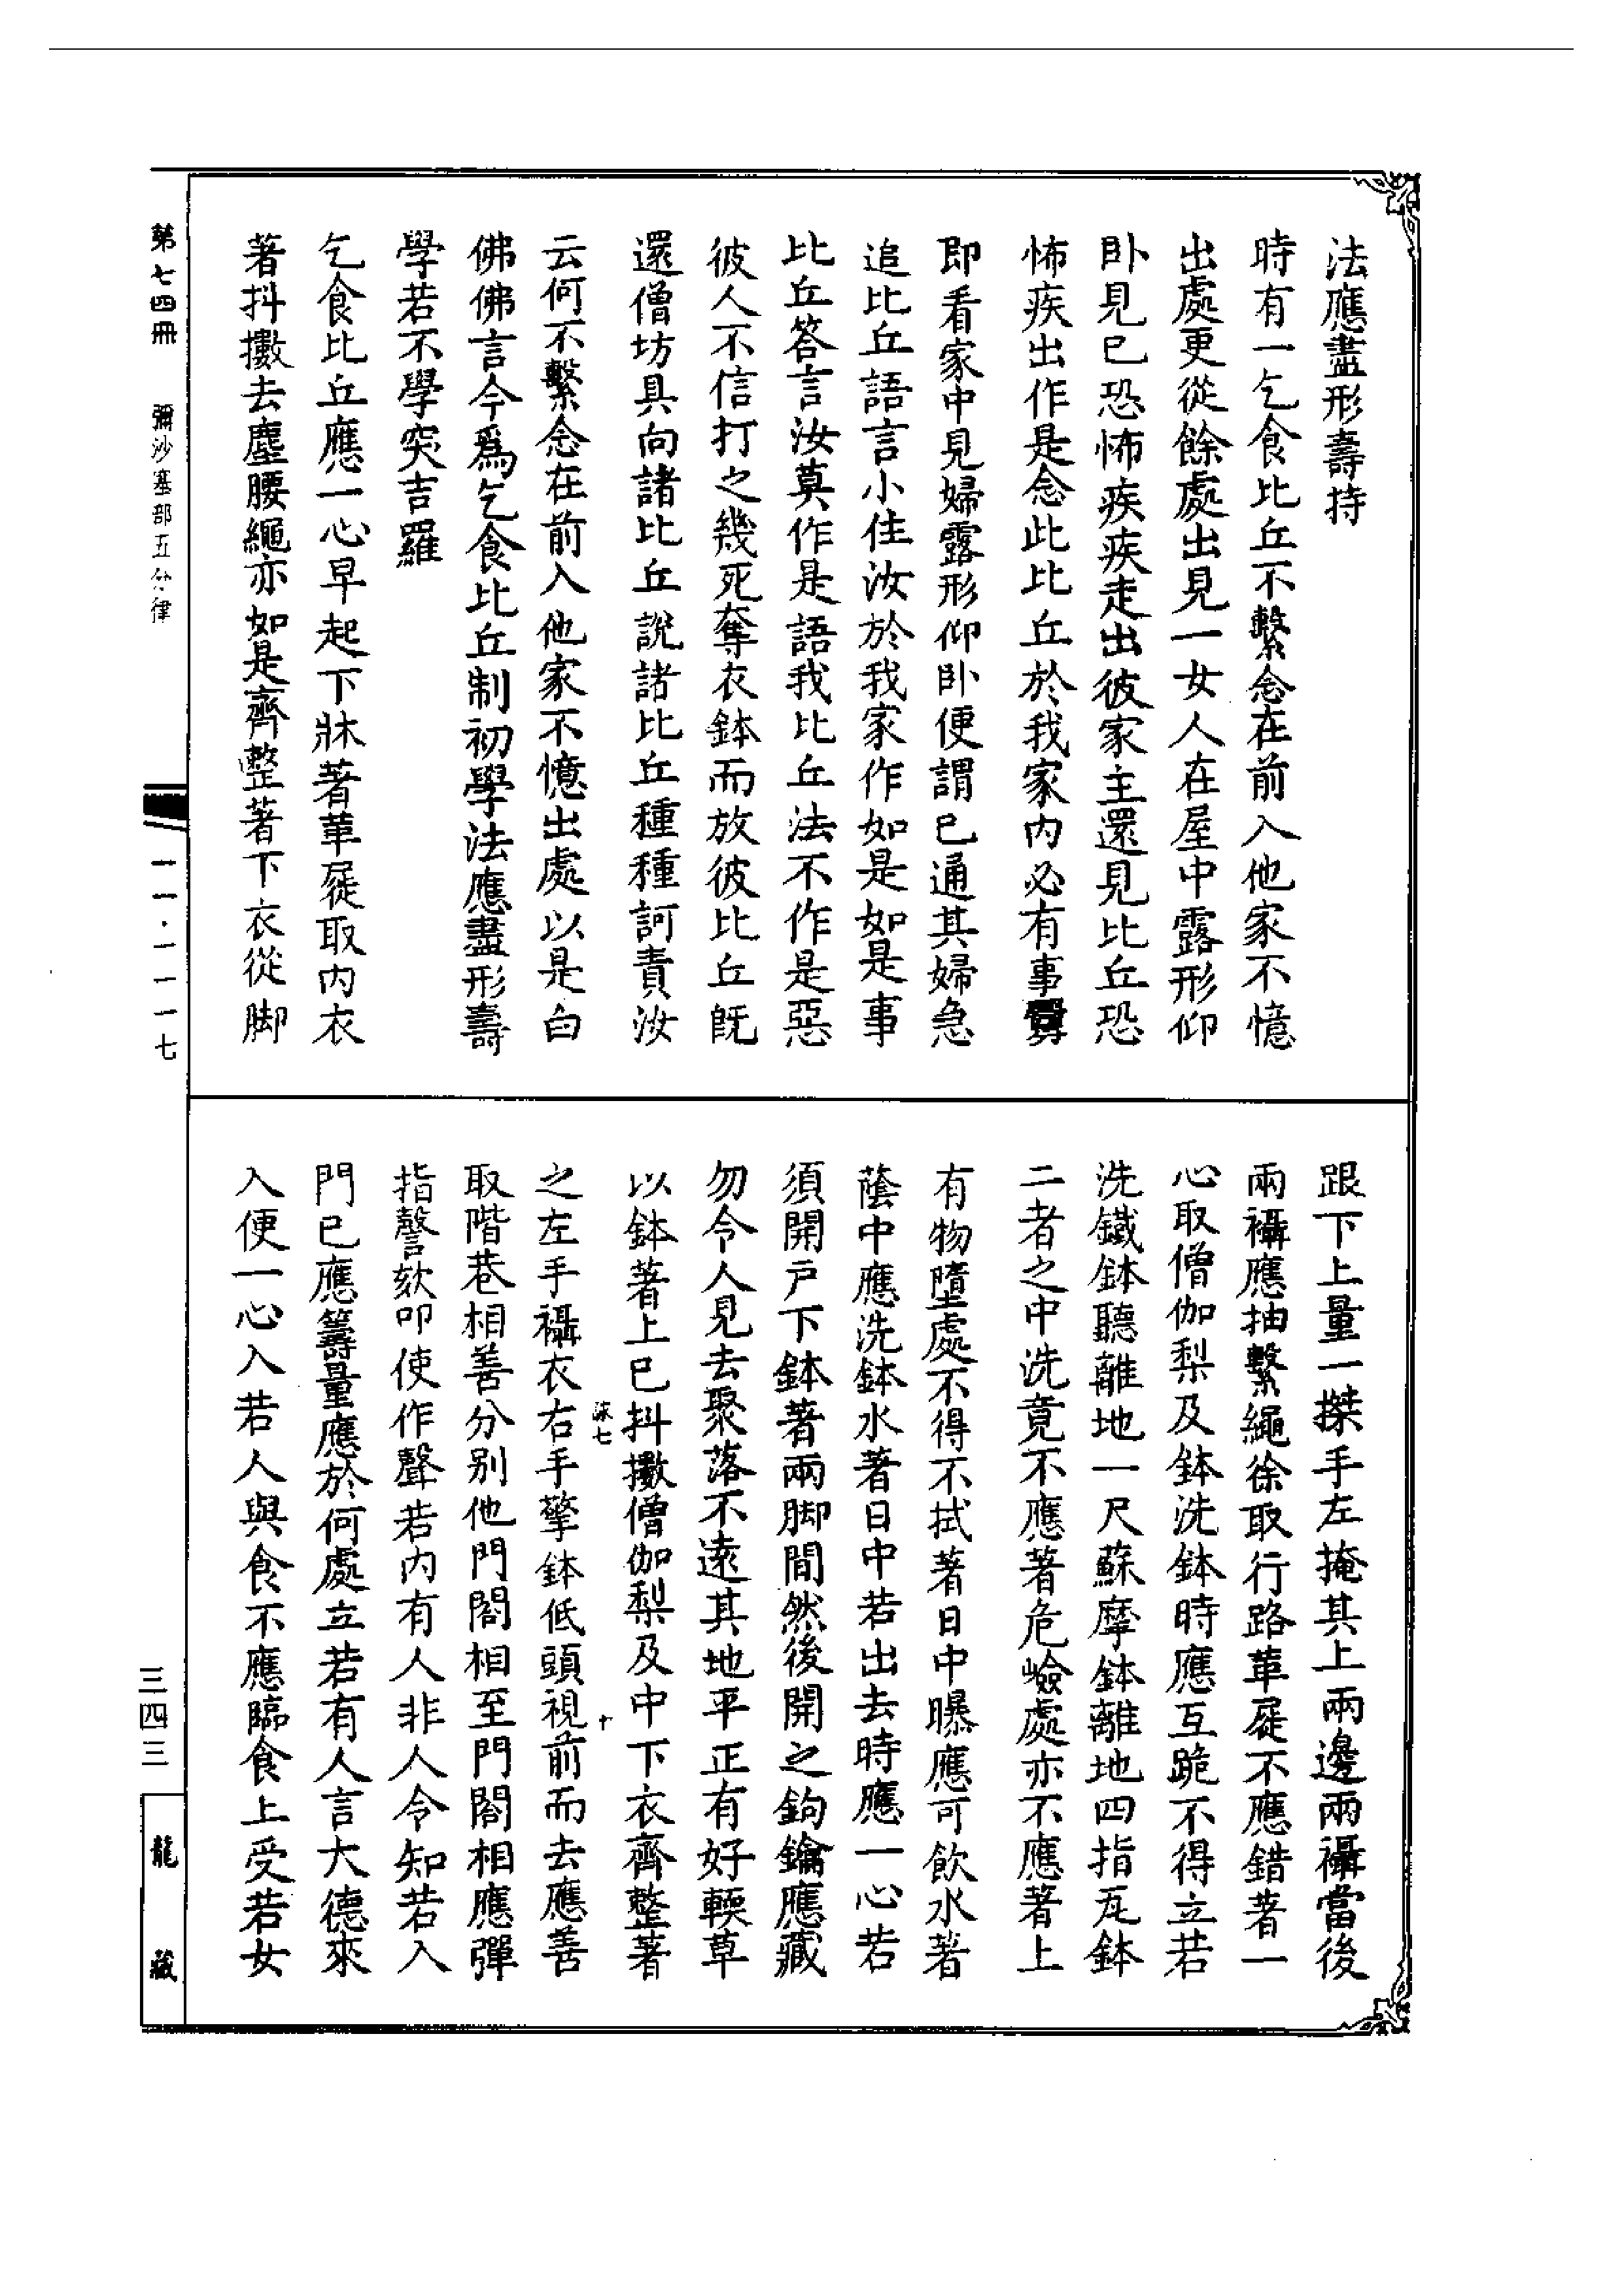 法應盡形壽持
時有一乞食比丘不繫念在前入他家不憶
出處更從餘處出見一女人在屋中露形仰
卧見已恐怖疾疾走出彼家主還見比丘恐
怖疾出作是念此比丘於我家内必有事
即看家中見婦露形仰卧便謂已通其婦急
追比丘語言小住汝於我家作如是如是事
比丘答言汝莫作是語我比丘法不作是惡
彼人不信打之幾死奪衣鉢而放彼比丘旣
還僧坊具向諸比丘説諸比丘種種訶責汝
云何不繫念在前入他家不憶出處以是白
佛佛言今爲乞食比丘制初學法應盡形壽
學若不學突吉羅
乞食比丘應一心早起下牀著革屣取内衣
著抖擻去塵腰繩亦如是齊整著下衣從脚
跟下上量一搩手左掩其上兩邊兩襵當後
兩襵應抽繫繩徐取行路革屣不應錯著一
心取僧伽梨及鉢洗鉢時應互跪不得立若
洗鐵鉢聽離地一尺蘇摩鉢離地四指瓦鉢
二者之中洗竟不應著危嶮處亦不應著上
有物墮處不得不拭著日中曝應可飲水著
蔭中應洗鉢水著日中若出去時應一心若
須開戸下鉢著兩脚間然後開之鉤鑰應藏
勿令人見去聚落不遠其地平正有好輭草
以鉢著上已抖擻僧伽梨及中下衣齊整著
之左手襵衣右手擎鉢低頭視前而去應善
取階巷相善分别他門閤相至門閤相應彈
指謦欬叩使作聲若内有人非人令知若入
門已應籌量應於何處立若有人言大德來
入便一心入若人與食不應臨食上受若女
第七四冊
彌沙塞部五分律
一一·一一一七
三四三
龍藏